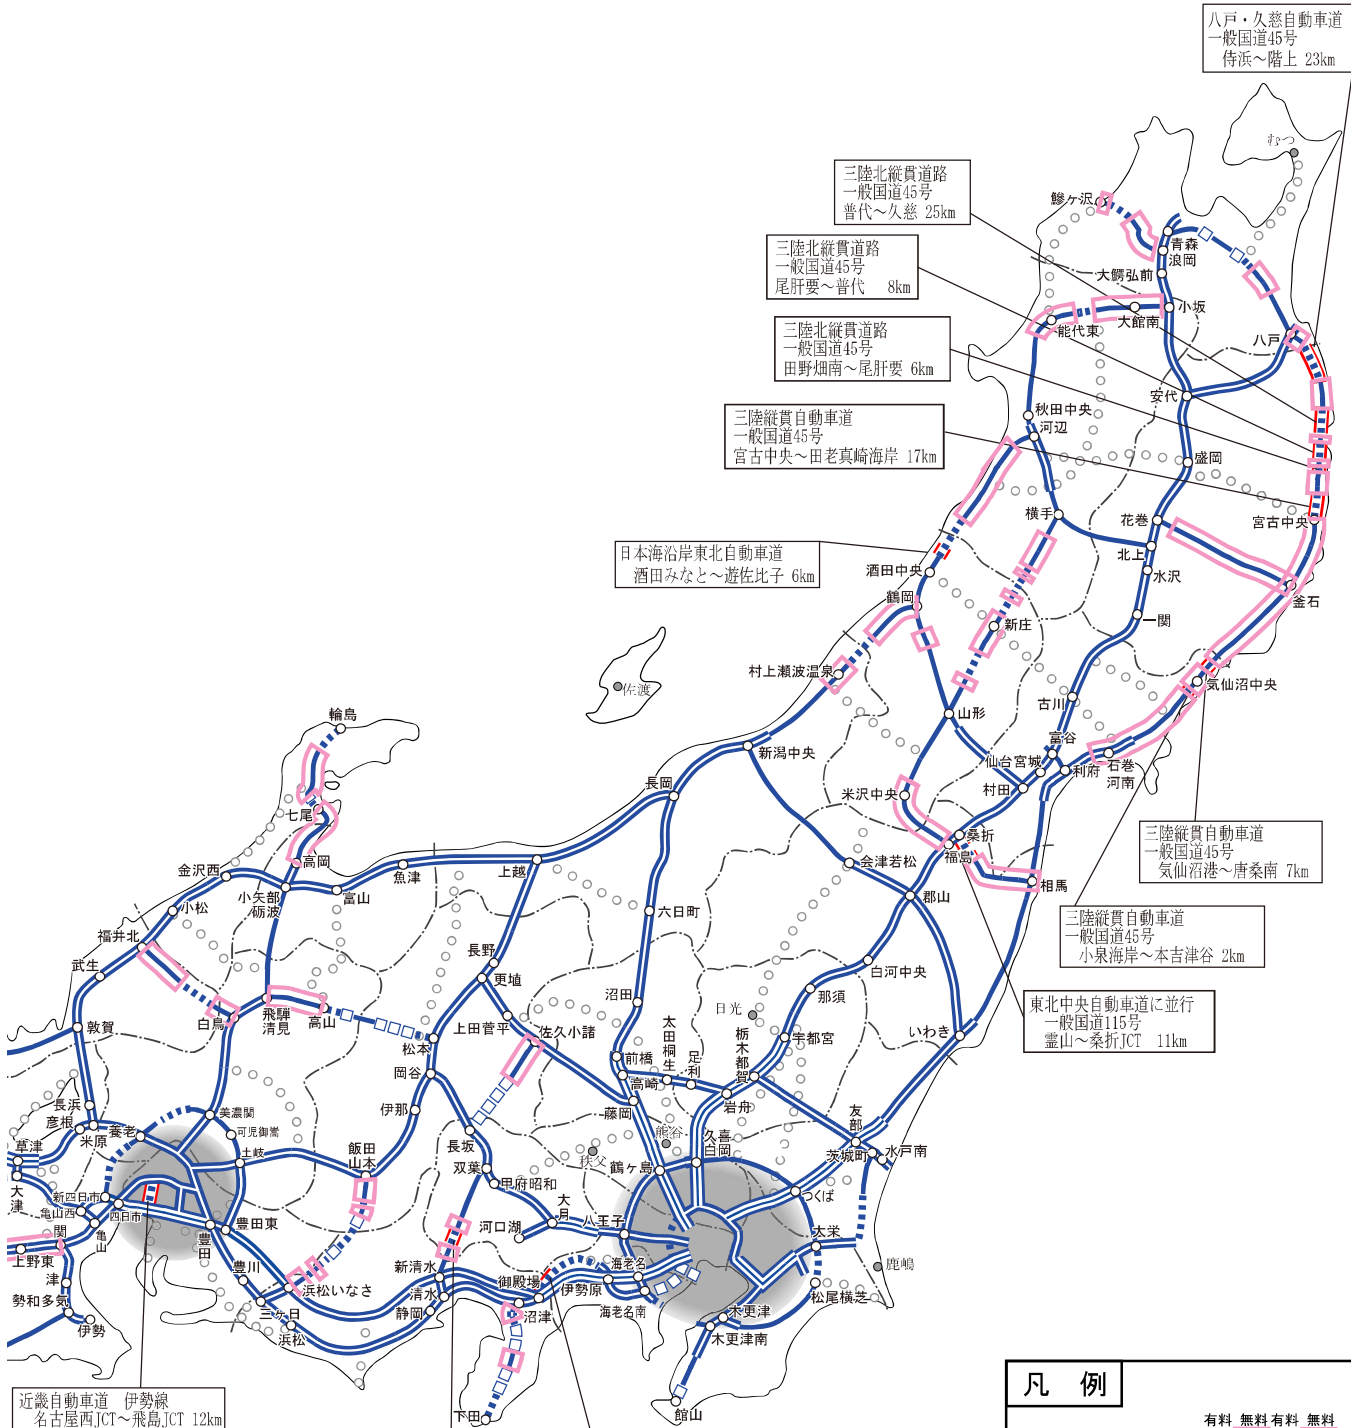 八戸・久慈自動車道
一般国道45号
侍浜～階上 23km
三陸北縦貫道路
一般国道45号
普代～久慈 25km
三陸北縦貫道路
一般国道45号
尾肝要～普代 8km
三陸北縦貫道路
一般国道45号
田野畑南～尾肝要 6km
三陸縦貫自動車道
一般国道45号
宮古中央～田老真崎海岸 17km
日本海沿岸東北自動車道
酒田みなと～遊佐比子 6km
三陸縦貫自動車道
一般国道45号
気仙沼港～唐桑南 7km
三陸縦貫自動車道
一般国道45号
小泉海岸～本吉津谷 2km
東北中央自動車道に並行
一般国道115号
霊山～桑折JCT 11km
近畿自動車道 伊勢線
名古屋西JCT～飛島JCT 12km
むつ
鰺ヶ沢
青森
浪岡
大鰐弘前
小坂
大館南
能代東
八戸
安代
秋田中央
河辺
盛岡
横手
花巻
宮古中央
北上
水沢
釜石
酒田中央
鶴岡
新庄
一関
村上瀬波温泉
気仙沼中央
佐渡
古川
山形
富谷
輪島
新潟中央
仙台宮城
利府
石巻
河南
村田
長岡
米沢中央
七尾
桑折
福島
会津若松
相馬
金沢西
高岡
魚津
上越
小矢部
砺波
富山
郡山
小松
六日町
福井北
長野
武生
更埴
白河中央
那須
沼田
日光
白鳥
飛騨
清見
高山
敦賀
上田菅平
佐久小諸
太田桐生
足利
栃木都賀
宇都宮
いわき
松本
前橋
高崎
岡谷
伊那
藤岡
岩舟
長浜
彦根
米原
養老
美濃関
可児御嵩
土岐
飯田
山本
長坂
双葉
熊谷
久喜
白岡
友部
茨城町
水戸南
秩父
鶴ヶ島
草津
大津
新四日市
亀山西
四日市
亀山
関
甲府昭和
大月
河口湖
八王子
つくば
太栄
豊田
豊田東
上野東
津
豊川
浜松いなさ
新清水
御殿場
海老名
鹿嶋
清水
伊勢原
勢和多気
三ヶ日
静岡
沼津
海老名南
木更津
松尾横芝
伊勢
浜松
木更津南
下田
館山
凡 例
有料 無料 有料 無料